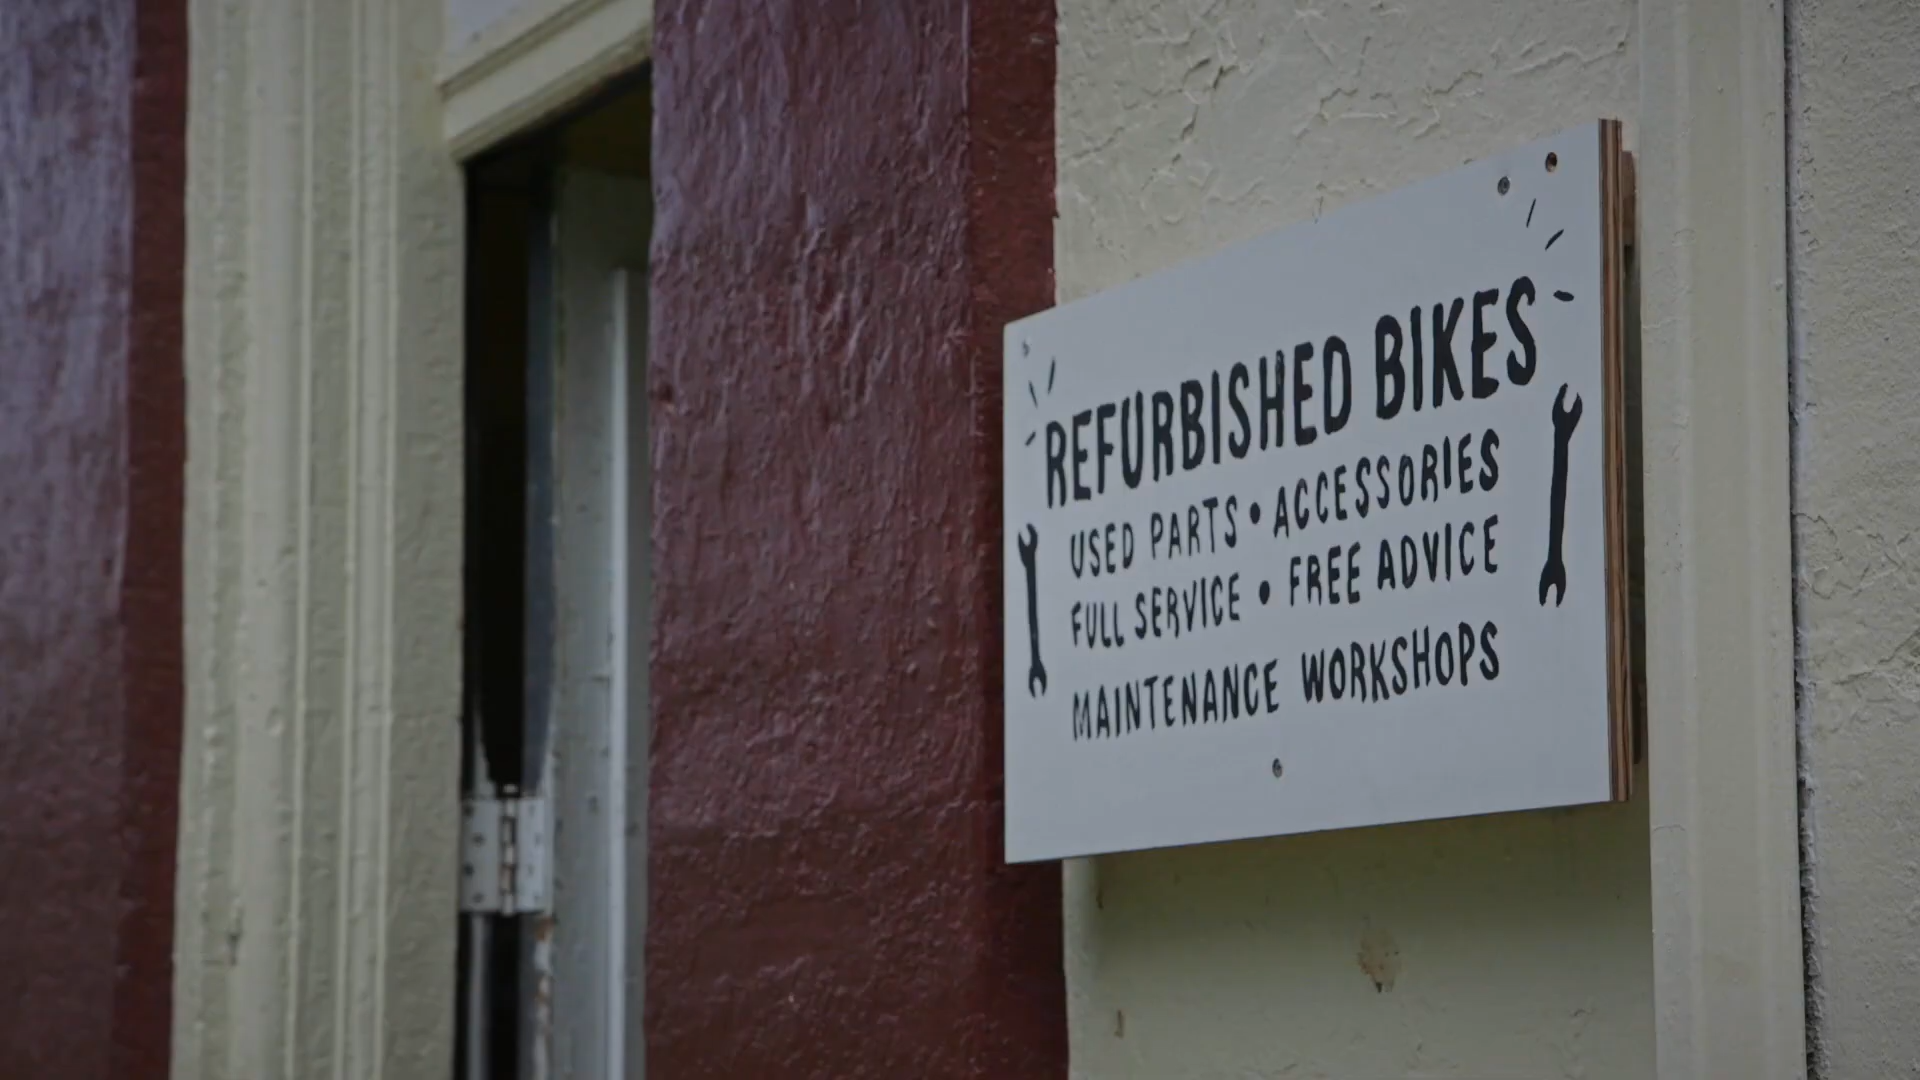 REFURBISHED BIKES
USED PARTS • ACCESSORIES
FULL SERVICE • FREE ADVICE
MAINTENANCE WORKSHOPS